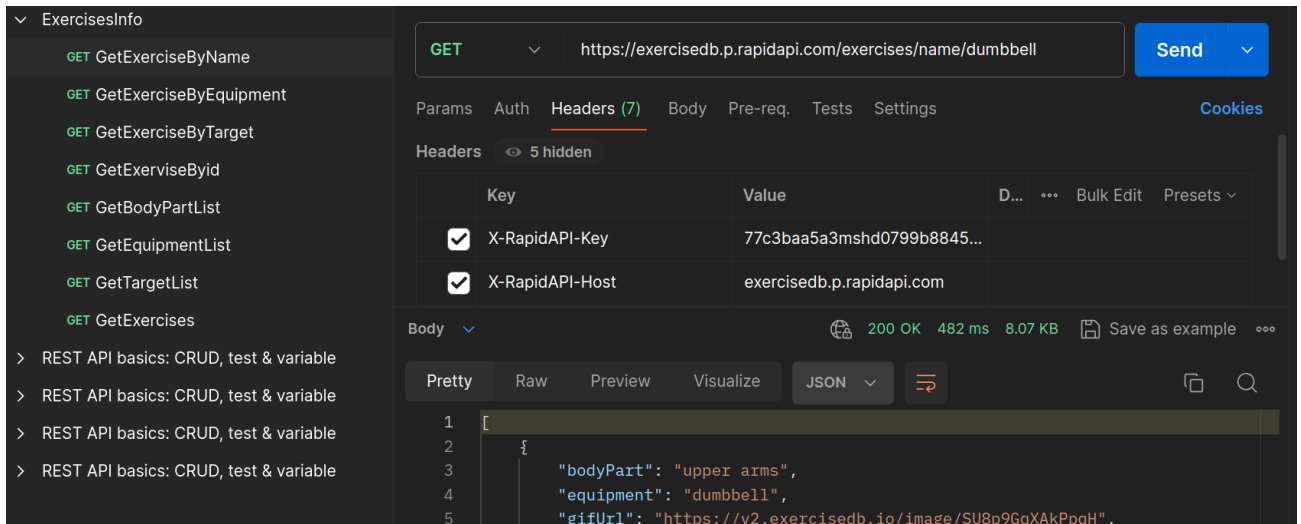 ExercisesInfo
GET GetExerciseByName
GET GetExerciseByEquipment
GET GetExerciseByTarget
GET GetExerviseByid
GET GetBodyPartList
GET GetEquipmentList
GET GetTargetList
GET GetExercises
REST API basics: CRUD, test & variable
REST API basics: CRUD, test & variable
REST API basics: CRUD, test & variable
REST API basics: CRUD, test & variable
GET https://exercisedb.p.rapidapi.com/exercises/name/dumbbell Send
Params Auth Headers (7) Body Pre-req. Tests Settings Cookies
Headers 5 hidden
Key Value D... Bulk Edit Presets
X-RapidAPI-Key 77c3baa5a3mshd0799b8845...
X-RapidAPI-Host exercisedb.p.rapidapi.com
Body 200 OK 482 ms 8.07 KB Save as example
Pretty Raw Preview Visualize JSON
1 [
2 {
3 "bodyPart": "upper arms",
4 "equipment": "dumbbell",
5 "gifUrl": "https://v2.exercisedb.io/image/SU8p9GqXAkPpqH",